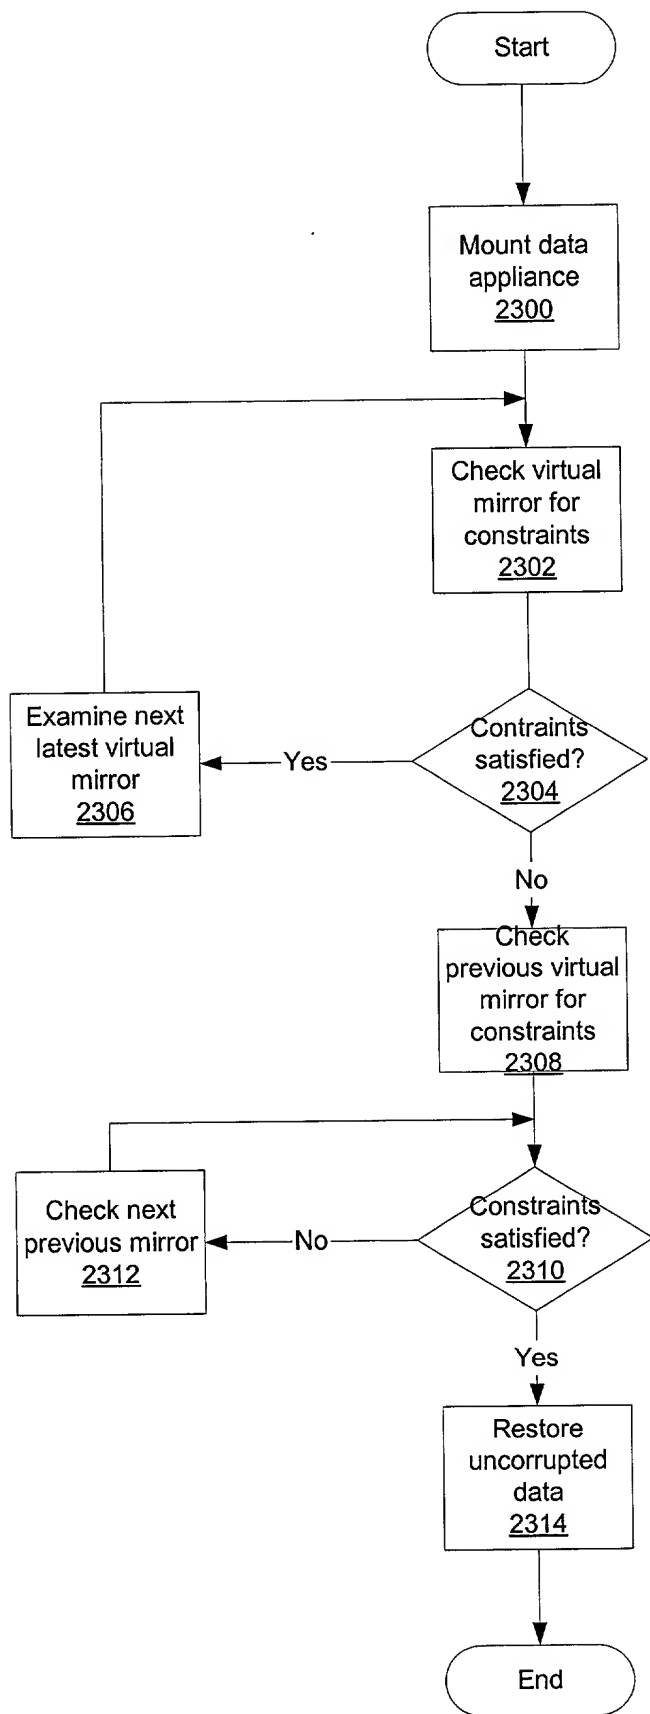 Start
Mount data
appliance
2300
Check virtual
mirror for
constraints
2302
Contraints
satisfied?
2304
Yes
Examine next
latest virtual
mirror
2306
No
Check
previous virtual
mirror for
constraints
2308
Constraints
satisfied?
2310
No
Check next
previous mirror
2312
Yes
Restore
uncorrupted
data
2314
End